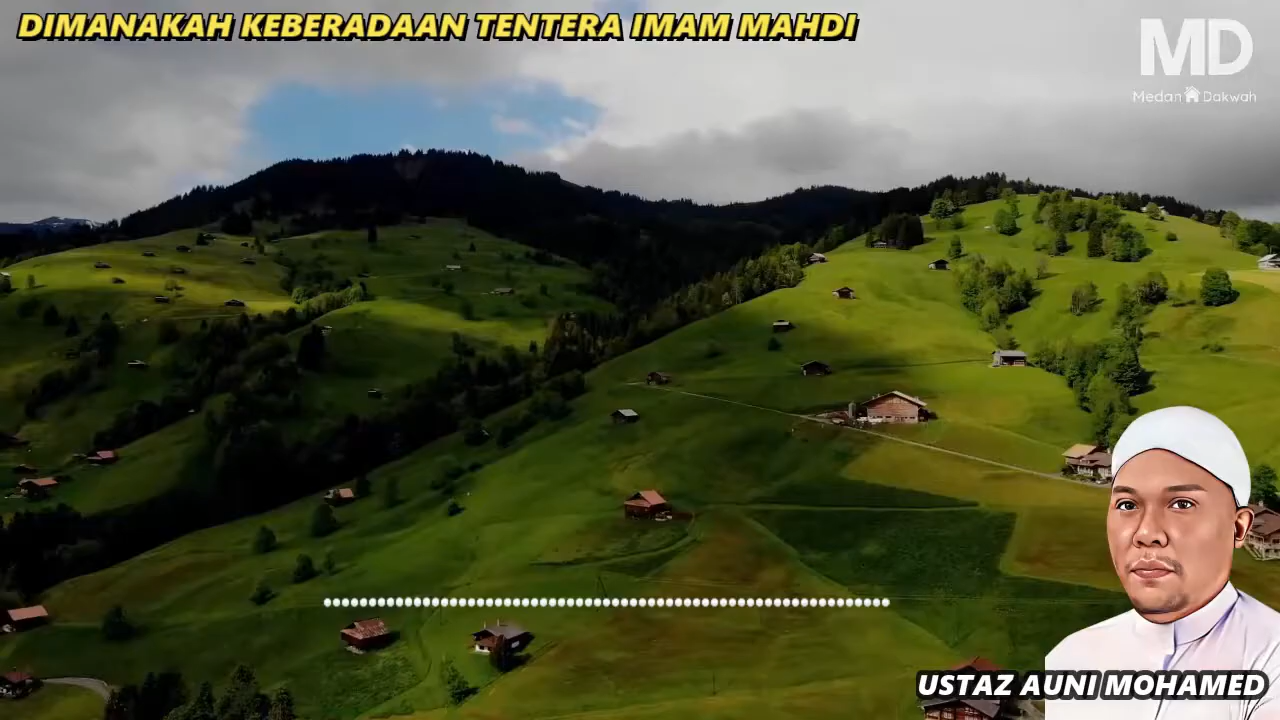 DIMANAKAH KEBERADAAN TENTERA IMAM MAHDI
MD
Medan Dakwah
USTAZ AUNI MOHAMED